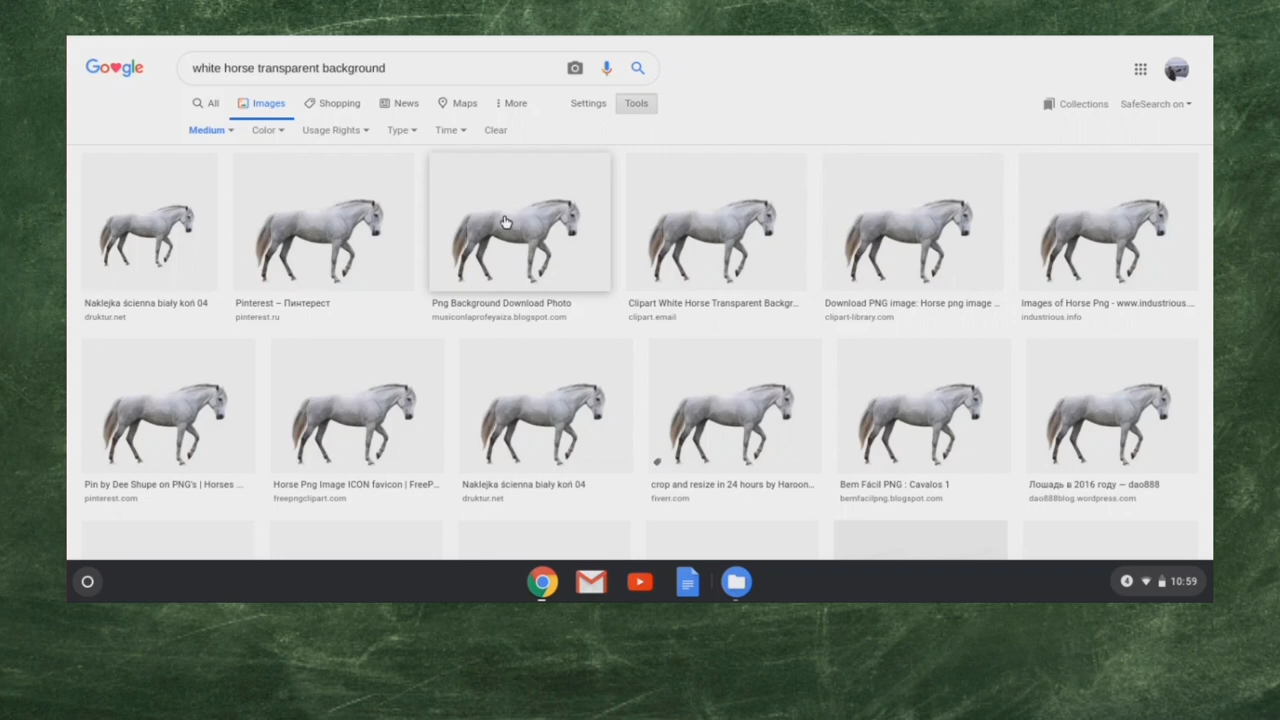 Google
white horse transparent background
All Images Shopping News Maps More Settings Tools
Collections SafeSearch on
Medium Color Usage Rights Type Time Clear
Naklejka ścienna biały koń 04
druktur.net
Pinterest – Пинтерест
pinterest.ru
Png Background Download Photo
musiconlaprofeyaiza.blogspot.com
Clipart White Horse Transparent Backgr...
clipart.email
Download PNG image: Horse png image ...
clipart-library.com
Images of Horse Png - www.industrious....
industrious.info
Pin by Dee Shupe on PNG's | Horses ...
pinterest.com
Horse Png Image ICON favicon | FreeP...
freepngclipart.com
Naklejka ścienna biały koń 04
druktur.net
crop and resize in 24 hours by Haroon...
fiverr.com
Bem Fácil PNG : Cavalos 1
bemfacilpng.blogspot.com
Лошадь в 2016 году — dao888
dao888blog.wordpress.com
4 10:59